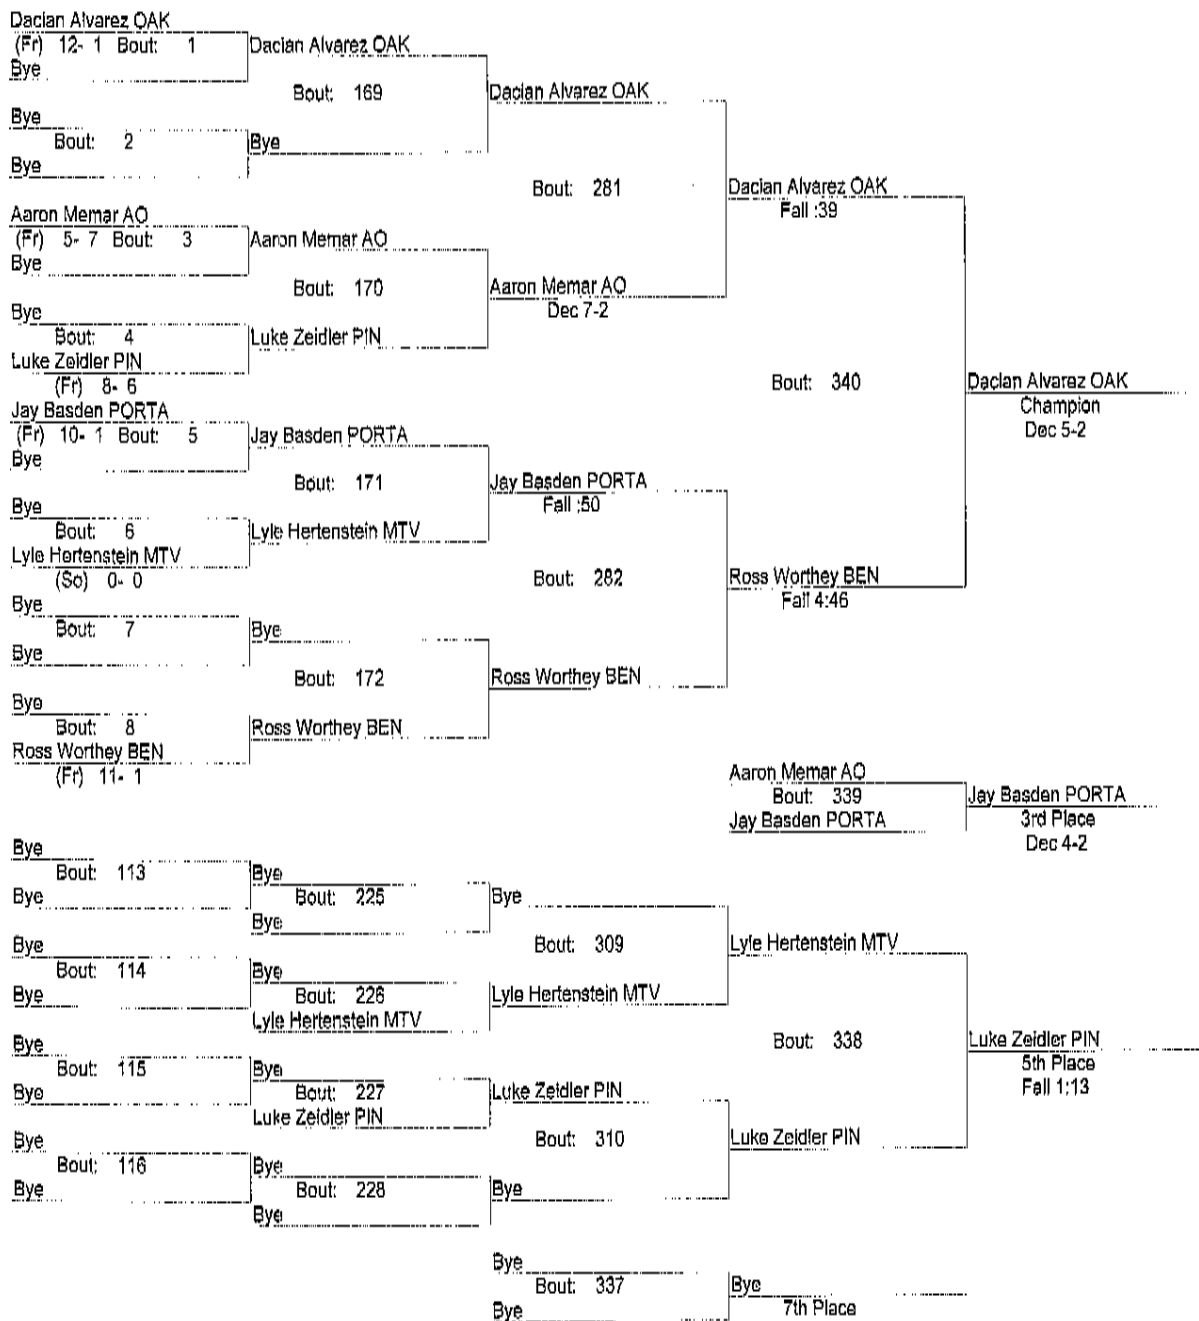 Dacian Alvarez OAK
(Fr) 12- 1 Bout: 1
Bye
Dacian Alvarez OAK
Bout: 169
Dacian Alvarez OAK
Bye
Bout: 2
Bye
Bye
Bout: 281
Dacian Alvarez OAK
Fall :39
Aaron Memar AO
(Fr) 5- 7 Bout: 3
Bye
Aaron Memar AO
Bout: 170
Aaron Memar AO
Dec 7-2
Bye
Bout: 4
Luke Zeidler PIN
(Fr) 8- 6
Luke Zeidler PIN
Bout: 340
Dacian Alvarez OAK
Champion
Dec 5-2
Jay Basden PORTA
(Fr) 10- 1 Bout: 5
Bye
Jay Basden PORTA
Bout: 171
Jay Basden PORTA
Fall :50
Bye
Bout: 6
Lyle Hertenstein MTV
(So) 0- 0
Lyle Hertenstein MTV
Bout: 282
Ross Worthey BEN
Fall 4:46
Bye
Bout: 7
Bye
Bye
Bout: 172
Ross Worthey BEN
Bye
Bout: 8
Ross Worthey BEN
(Fr) 11- 1
Ross Worthey BEN
Aaron Memar AO
Bout: 339
Jay Basden PORTA
Jay Basden PORTA
3rd Place
Dec 4-2
Bye
Bout: 113
Bye
Bye
Bout: 225
Bye
Bye
Bout: 309
Lyle Hertenstein MTV
Bye
Bout: 114
Bye
Bye
Bout: 226
Lyle Hertenstein MTV
Lyle Hertenstein MTV
Bout: 338
Luke Zeidler PIN
5th Place
Fall 1:13
Bye
Bout: 115
Bye
Bye
Bout: 227
Luke Zeidler PIN
Luke Zeidler PIN
Bout: 310
Luke Zeidler PIN
Bye
Bout: 116
Bye
Bye
Bout: 228
Bye
Bye
Bye
Bout: 337
Bye
Bye
7th Place